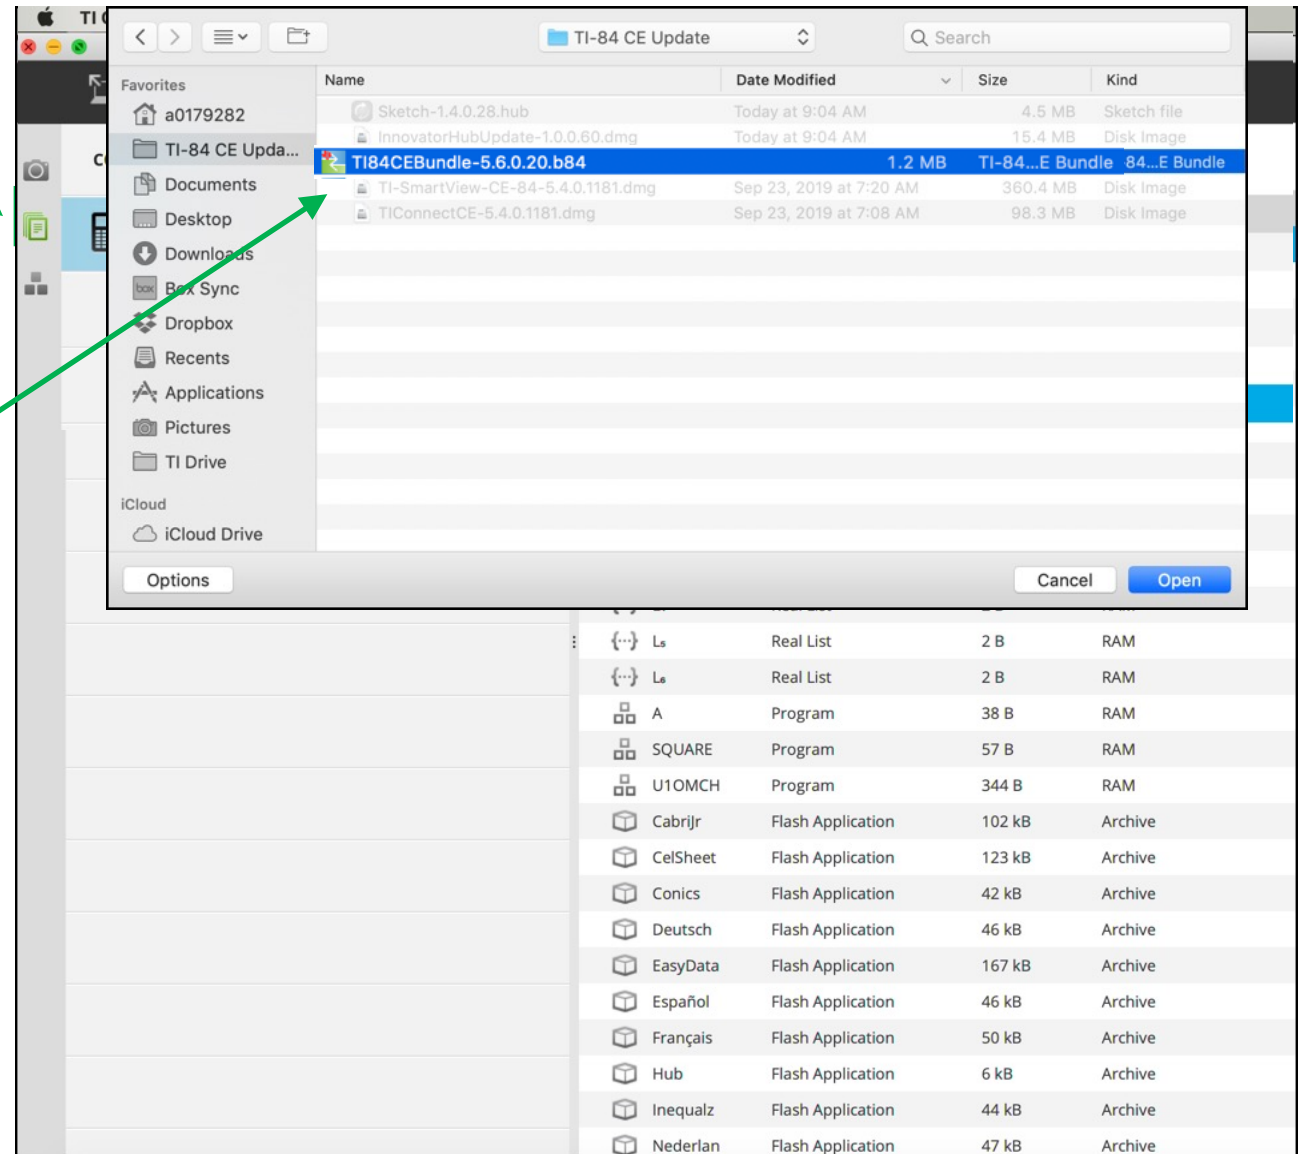 TI
TI-84 CE Update
Search
Favorites
a0179282
TI-84 CE Upda...
Documents
Desktop
Downloads
box
Box Sync
Dropbox
Recents
Applications
Pictures
TI Drive
iCloud
iCloud Drive
Name Date Modified Size Kind
Sketch-1.4.0.28.hub Today at 9:04 AM 4.5 MB Sketch file
InnovatorHubUpdate-1.0.0.60.dmg Today at 9:04 AM 15.4 MB Disk Image
TI84CEBundle-5.6.0.20.b84 1.2 MB TI-84...E Bundle 84...E Bundle
TI-SmartView-CE-84-5.4.0.1181.dmg Sep 23, 2019 at 7:20 AM 360.4 MB Disk Image
TIConnectCE-5.4.0.1181.dmg Sep 23, 2019 at 7:08 AM 98.3 MB Disk Image
Options Cancel Open
L₅ Real List 2 B RAM
L₆ Real List 2 B RAM
A Program 38 B RAM
SQUARE Program 57 B RAM
U1OMCH Program 344 B RAM
CabriJr Flash Application 102 kB Archive
CelSheet Flash Application 123 kB Archive
Conics Flash Application 42 kB Archive
Deutsch Flash Application 46 kB Archive
EasyData Flash Application 167 kB Archive
Español Flash Application 46 kB Archive
Français Flash Application 50 kB Archive
Hub Flash Application 6 kB Archive
Inequalz Flash Application 44 kB Archive
Nederlan Flash Application 47 kB Archive